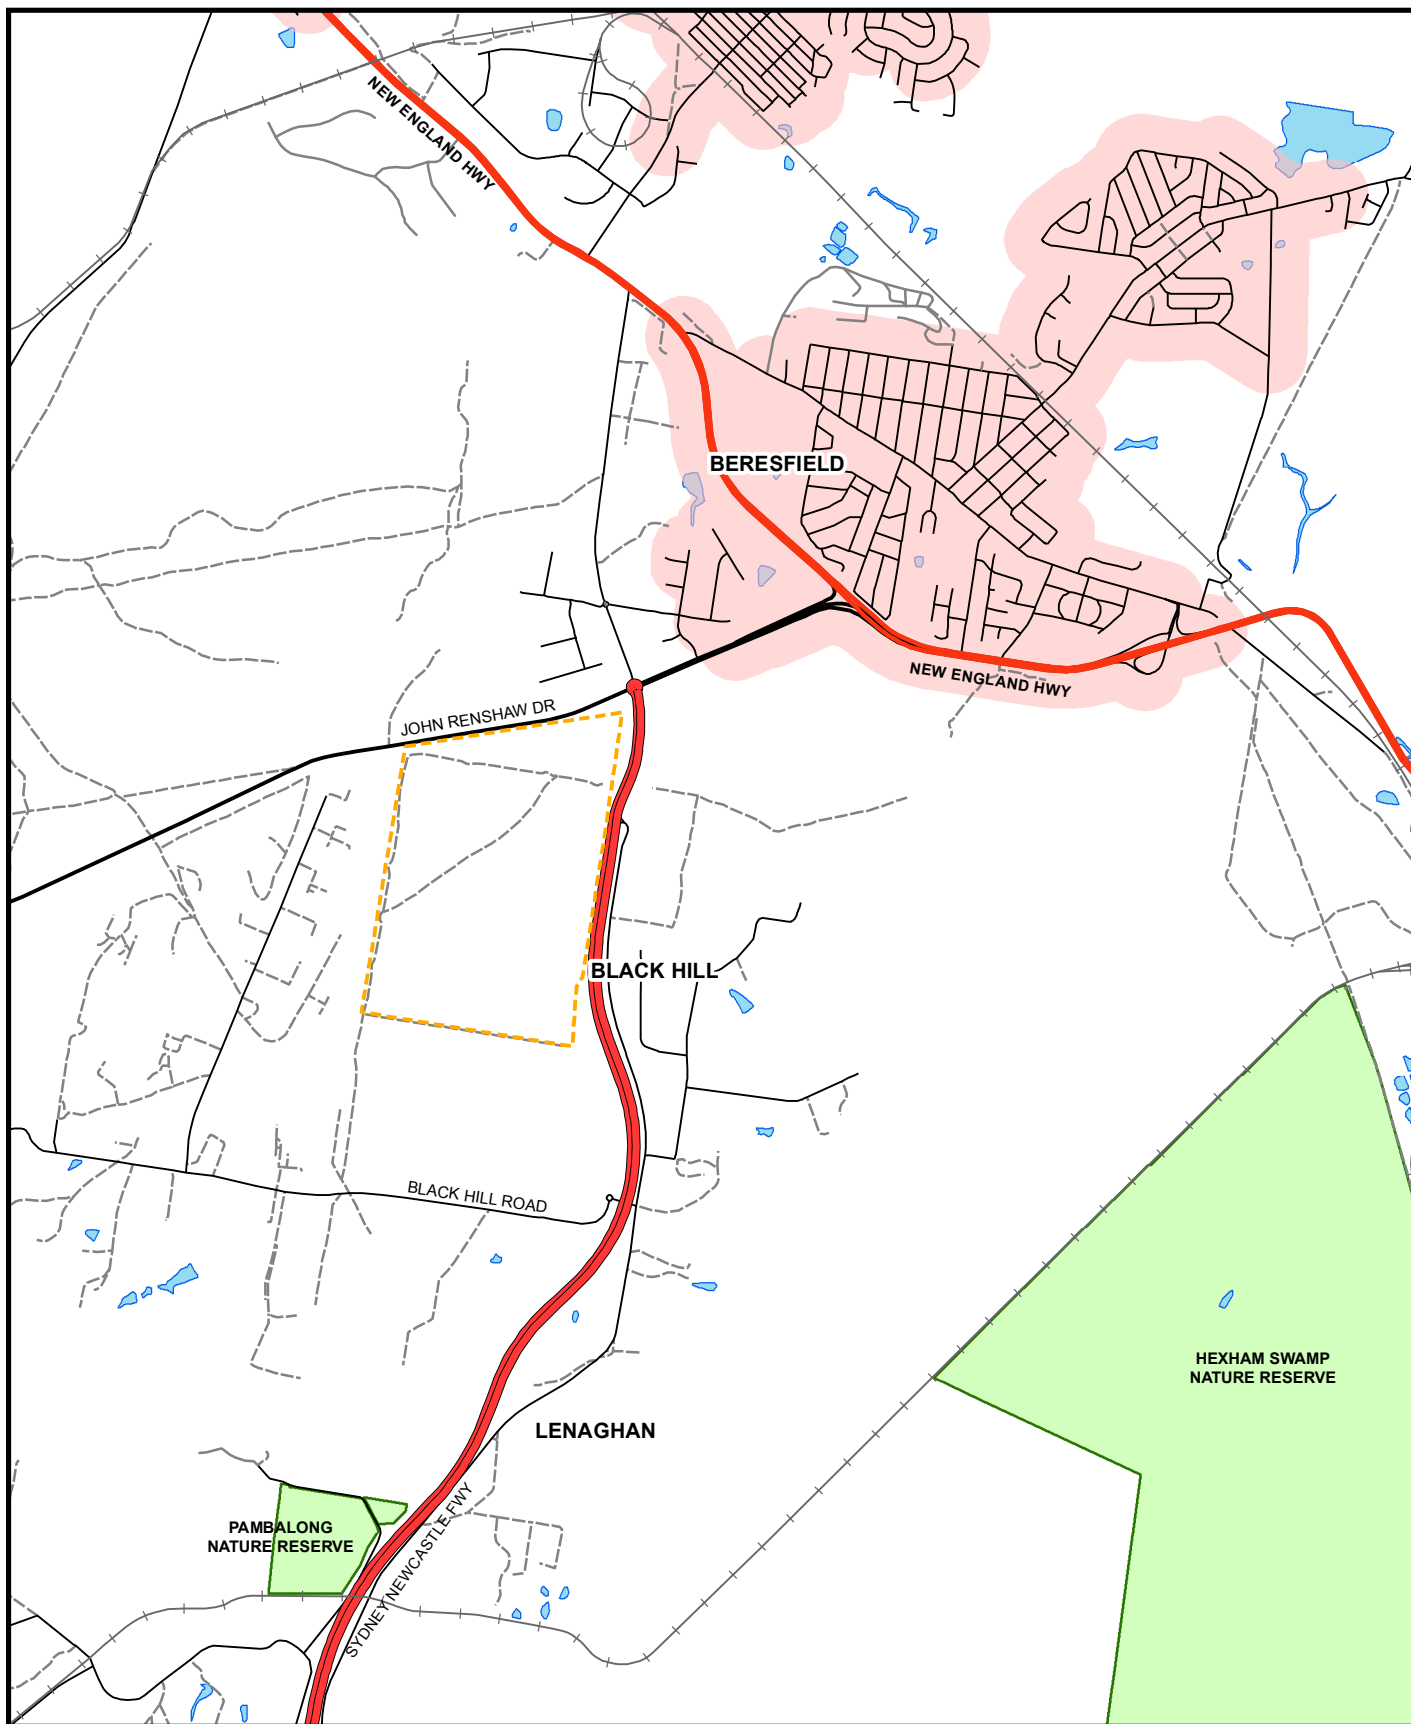 NEW ENGLAND HWY
BERESFIELD
NEW ENGLAND HWY
JOHN RENSHAW DR
BLACK HILL
BLACK HILL ROAD
HEXHAM SWAMP
NATURE RESERVE
LENAGHAN
PAMBALONG
NATURE RESERVE
SYDNEY NEWCASTLE FWY